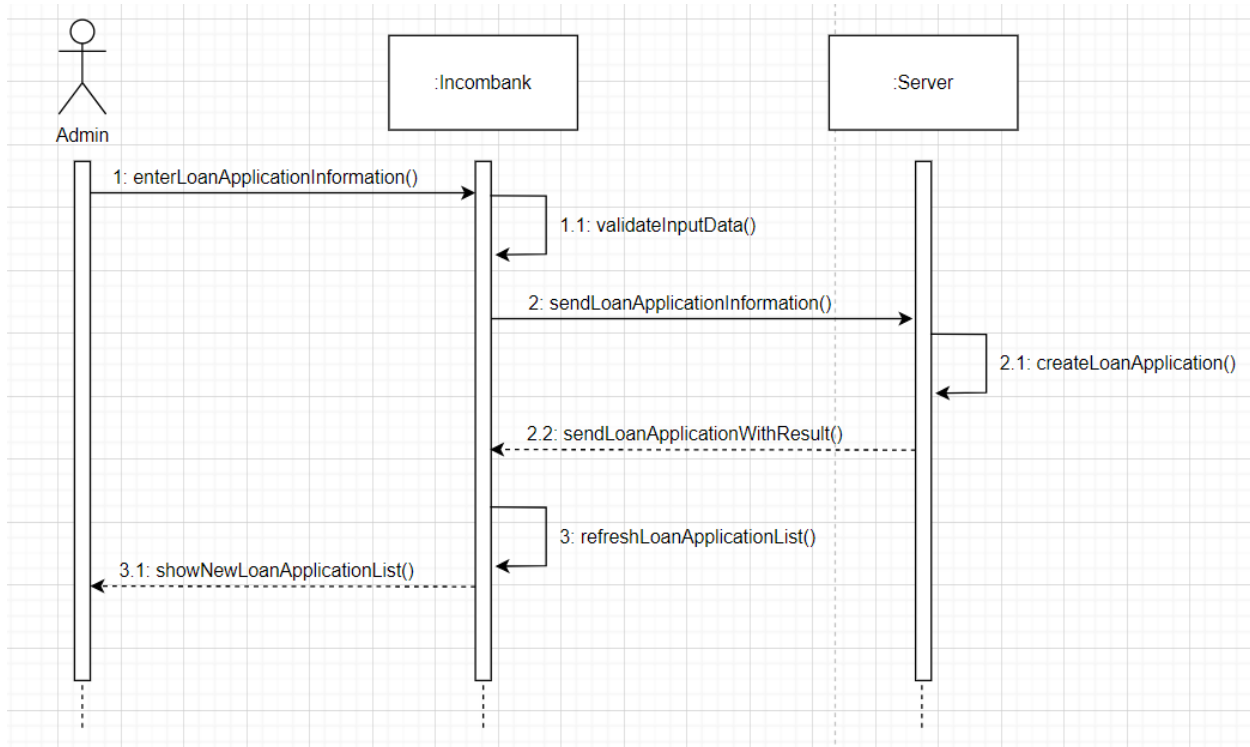 :Incombank
:Server
Admin
1: enterLoanApplicationInformation()
1.1: validateInputData()
2: sendLoanApplicationInformation()
2.1: createLoanApplication()
2.2: sendLoanApplicationWithResult()
3: refreshLoanApplicationList()
3.1: showNewLoanApplicationList()